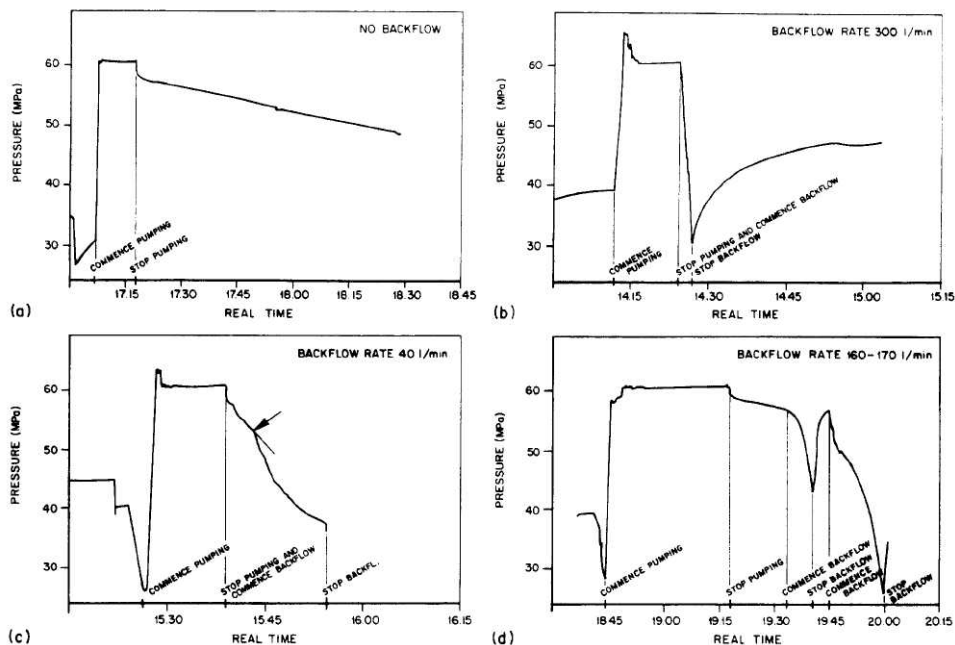 NO BACKFLOW
PRESSURE (MPa)
60
50
40
30
COMMENCE PUMPING
STOP PUMPING
17.15
17.30
17.45
18.00
18.15
18.30
18.45
REAL TIME
(a)
BACKFLOW RATE 300 l/min
PRESSURE (MPa)
60
50
40
30
COMMENCE
PUMPING
STOP PUMPING AND COMMENCE BACKFLOW
STOP BACKFLOW
14.15
14.30
14.45
15.00
15.15
REAL TIME
(b)
BACKFLOW RATE 40 l/min
PRESSURE (MPa)
60
50
40
30
COMMENCE PUMPING
STOP PUMPING AND
COMMENCE BACKFLOW
STOP BACKFL.
15.30
15.45
16.00
16.15
REAL TIME
(c)
BACKFLOW RATE 160–170 l/min
PRESSURE (MPa)
60
50
40
30
COMMENCE PUMPING
STOP PUMPING
COMMENCE BACKFLOW
STOP BACKFLOW
COMMENCE
BACKFLOW
STOP
BACKFLOW
18.45
19.00
19.15
19.30
19.45
20.00
20.15
REAL TIME
(d)